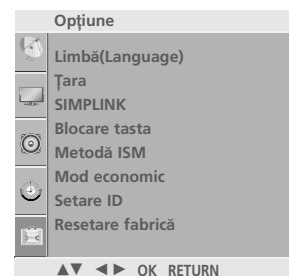 Opțiune
Limbă(Language)
Țara
SIMPLINK
Blocare tasta
Metodă ISM
Mod economic
Setare ID
Resetare fabrică
▲▼ ◄► OK RETURN